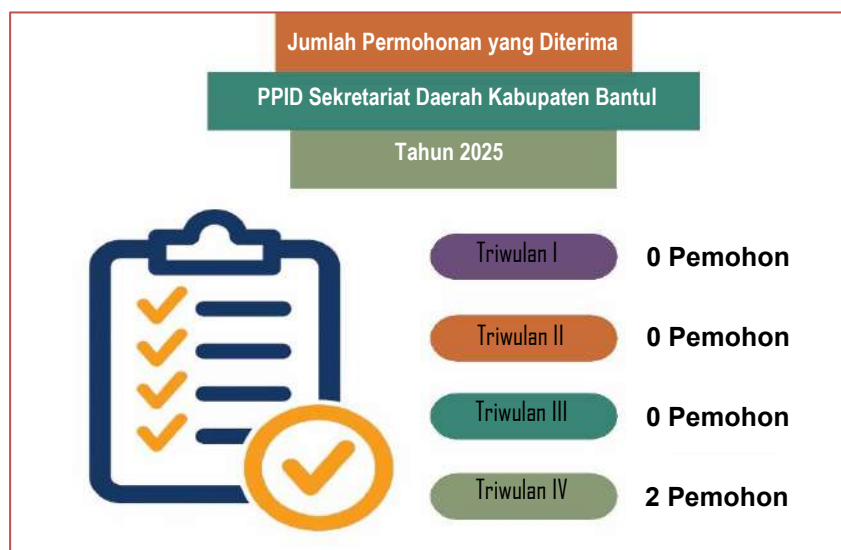 Jumlah Permohonan yang Diterima
PPID Sekretariat Daerah Kabupaten Bantul
Tahun 2025
Triwulan I 0 Pemohon
Triwulan II 0 Pemohon
Triwulan III 0 Pemohon
Triwulan IV 2 Pemohon